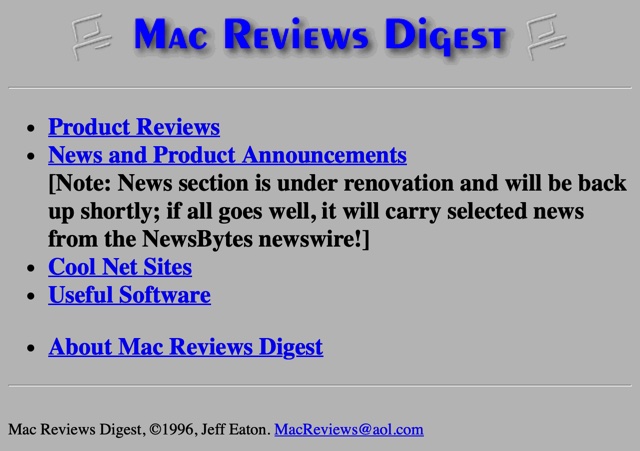 Mac Reviews Digest
Product Reviews
News and Product Announcements
[Note: News section is under renovation and will be back
up shortly; if all goes well, it will carry selected news
from the NewsBytes newswire!]
Cool Net Sites
Useful Software
About Mac Reviews Digest
Mac Reviews Digest, ©1996, Jeff Eaton. MacReviews@aol.com